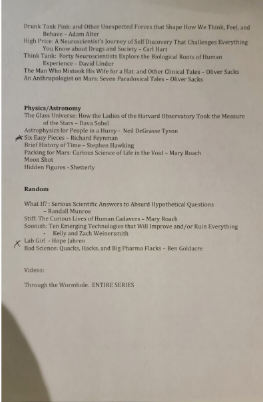 Drunk Tank Pink: and Other Unexpected Forces that Shape How We Think, Feel, and
Behave – Adam Alter
High Price: A Neuroscientist's Journey of Self Discovery That Challenges Everything
You Know about Drugs and Society – Carl Hart
Think Tank: Forty Neuroscientists Explore the Biological Roots of Human
Experience – David Linden
The Man Who Mistook His Wife for a Hat: and Other Clinical Tales – Oliver Sacks
An Anthropologist on Mars: Seven Paradoxical Tales – Oliver Sacks
Physics/Astronomy
The Glass Universe: How the Ladies of the Harvard Observatory Took the Measure
of the Stars – Dava Sobel
Astrophysics for People in a Hurry – Neil DeGrasse Tyson
Six Easy Pieces – Richard Feynman
Brief History of Time – Stephen Hawking
Packing for Mars: Curious Science of Life in the Void – Mary Roach
Moon Shot
Hidden Figures - Shetterly
Random
What If? : Serious Scientific Answers to Absurd Hypothetical Questions
– Randall Munroe
Stiff: The Curious Lives of Human Cadavers – Mary Roach
Soonish: Ten Emerging Technologies that Will Improve and/or Ruin Everything
- Kelly and Zach Weinersmith
Lab Girl – Hope Jahren
Bad Science: Quacks, Hacks, and Big Pharma Flacks – Ben Goldacre
Videos:
Through the Wormhole. ENTIRE SERIES